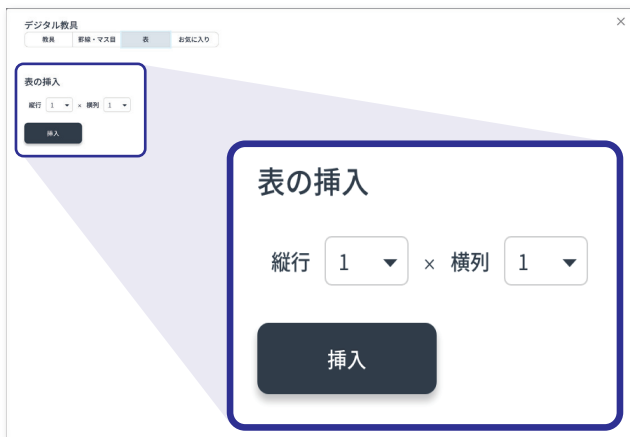 デジタル教具
教具 罫線・マス目 表 お気に入り
表の挿入
縦行 1 × 横列 1
挿入
表の挿入
縦行 1 × 横列 1
挿入